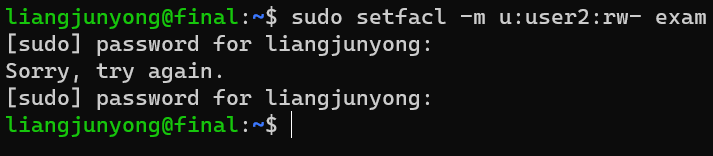 liangjunyong@final:~$ sudo setfacl -m u:user2:rw- exam
[sudo] password for liangjunyong:
Sorry, try again.
[sudo] password for liangjunyong:
liangjunyong@final:~$